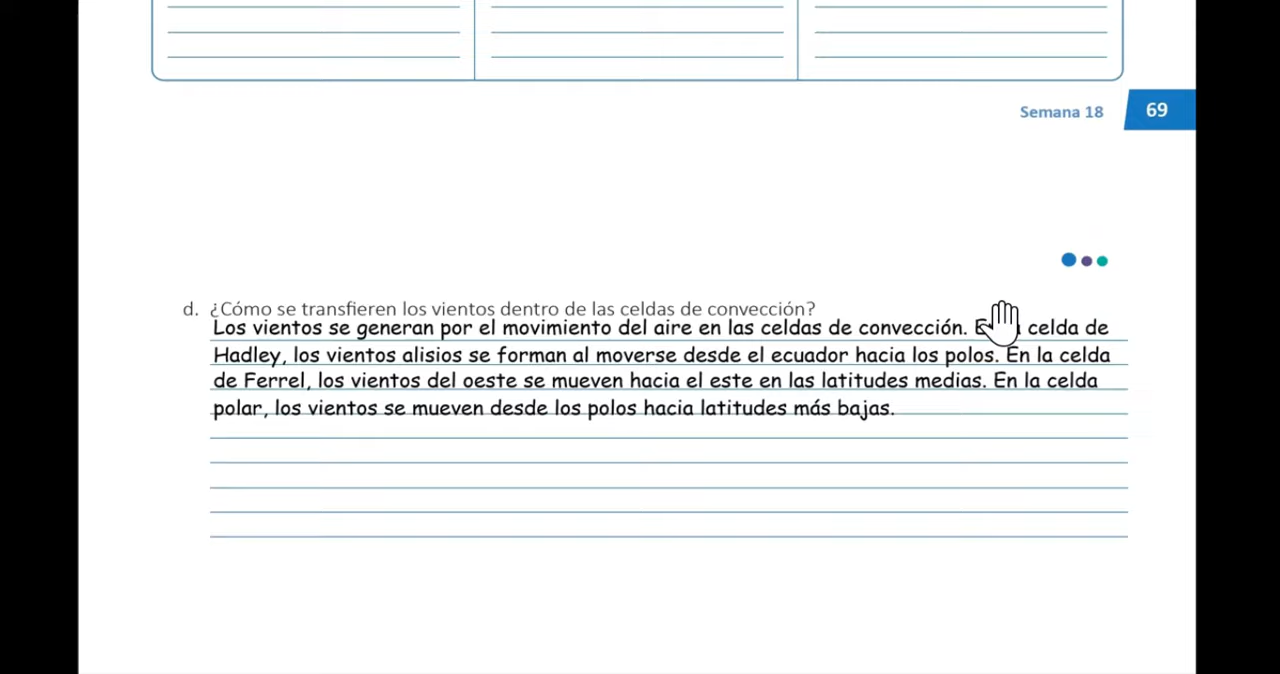 Semana 18
69
d. ¿Cómo se transfieren los vientos dentro de las celdas de convección?
Los vientos se generan por el movimiento del aire en las celdas de convección. celda de
Hadley, los vientos alisios se forman al moverse desde el ecuador hacia los polos. En la celda
de Ferrel, los vientos del oeste se mueven hacia el este en las latitudes medias. En la celda
polar, los vientos se mueven desde los polos hacia latitudes más bajas.